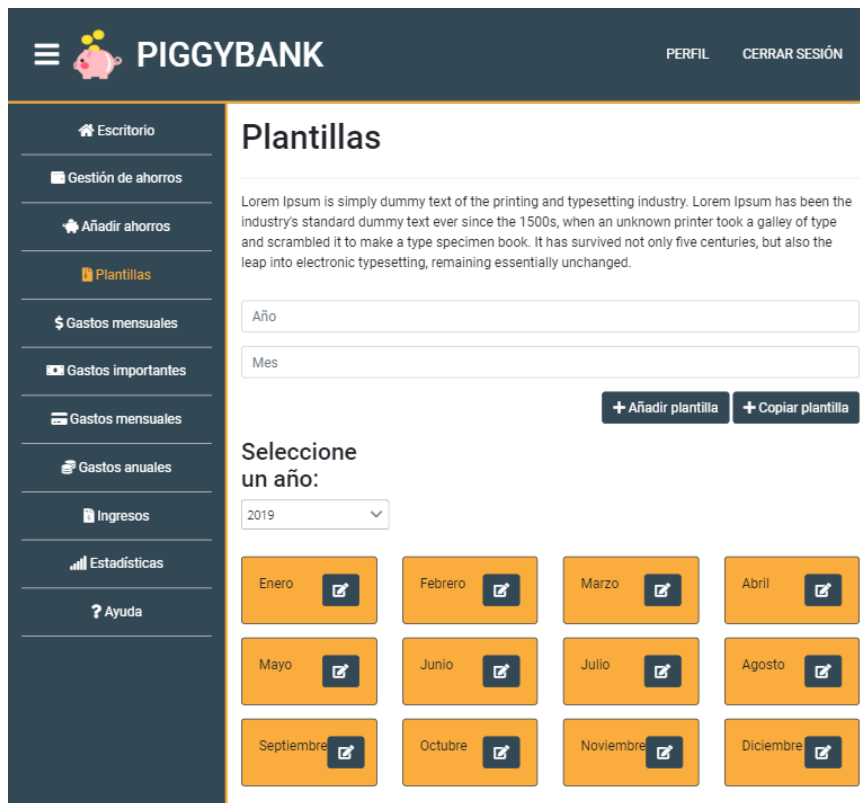 PIGGYBANK
PERFIL
CERRAR SESIÓN
Escritorio
Gestión de ahorros
Añadir ahorros
Plantillas
$ Gastos mensuales
Gastos importantes
Gastos mensuales
Gastos anuales
Ingresos
Estadísticas
? Ayuda
Plantillas
Lorem Ipsum is simply dummy text of the printing and typesetting industry. Lorem Ipsum has been the
industry's standard dummy text ever since the 1500s, when an unknown printer took a galley of type
and scrambled it to make a type specimen book. It has survived not only five centuries, but also the
leap into electronic typesetting, remaining essentially unchanged.
Año
Mes
+ Añadir plantilla
+ Copiar plantilla
Seleccione
un año:
2019
Enero
Febrero
Marzo
Abril
Mayo
Junio
Julio
Agosto
Septiembre
Octubre
Noviembre
Diciembre